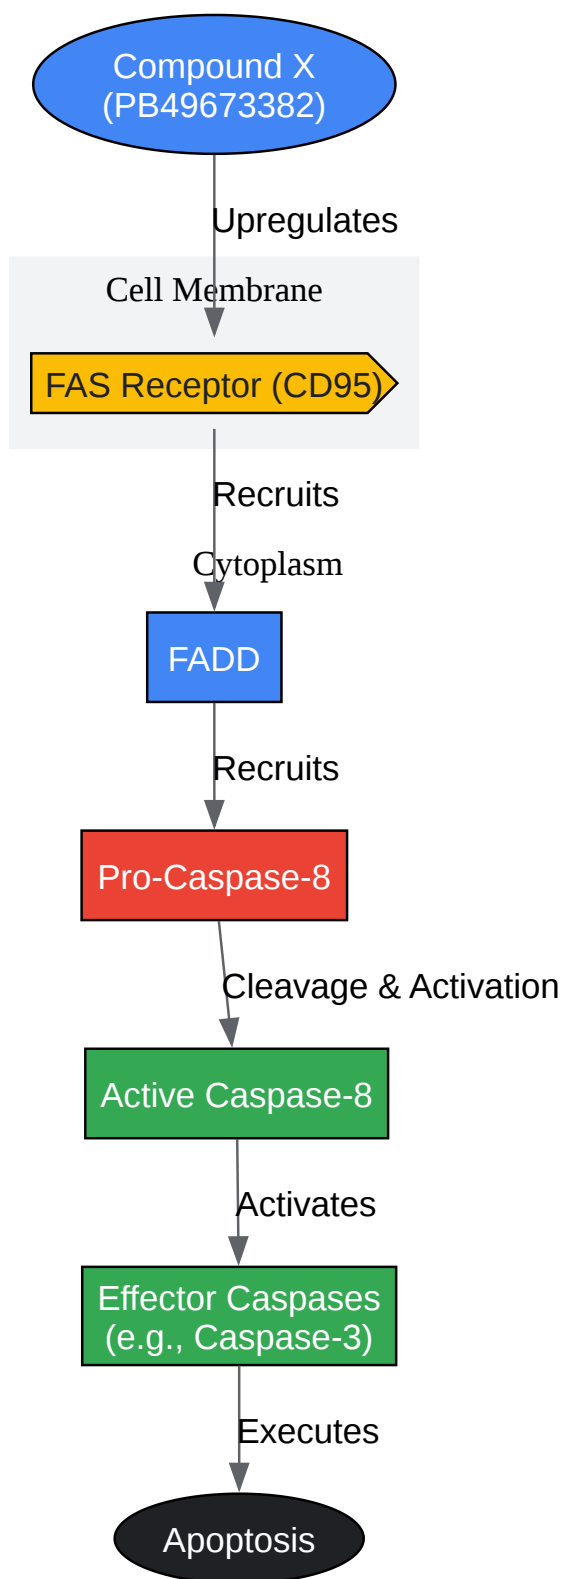 Compound X
(PB49673382)
Upregulates
Cell Membrane
FAS Receptor (CD95)
Recruits
Cytoplasm
FADD
Recruits
Pro-Caspase-8
Cleavage & Activation
Active Caspase-8
Activates
Effector Caspases
(e.g., Caspase-3)
Executes
Apoptosis